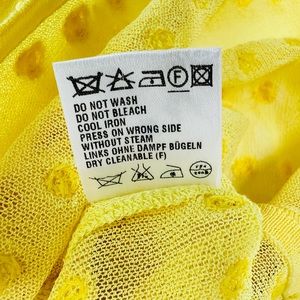 F
DO NOT WASH
DO NOT BLEACH
COOL IRON
PRESS ON WRONG SIDE
WITHOUT STEAM
LINKS OHNE DAMPF BÜGELN
DRY CLEANABLE (F)